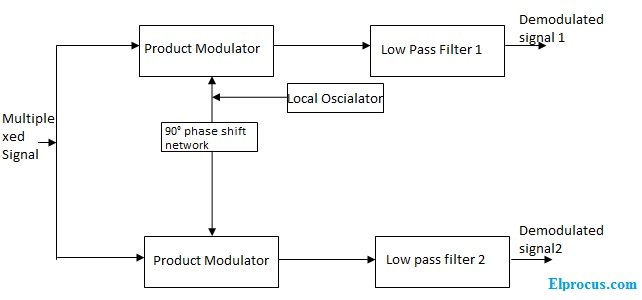 Demodulated
signal 1
Product Modulator
Low Pass Filter 1
Local Oscialator
Multiple
xed
Signal
90° phase shift
network
Demodulated
signal2
Product Modulator
Low pass filter 2
Elprocus.com